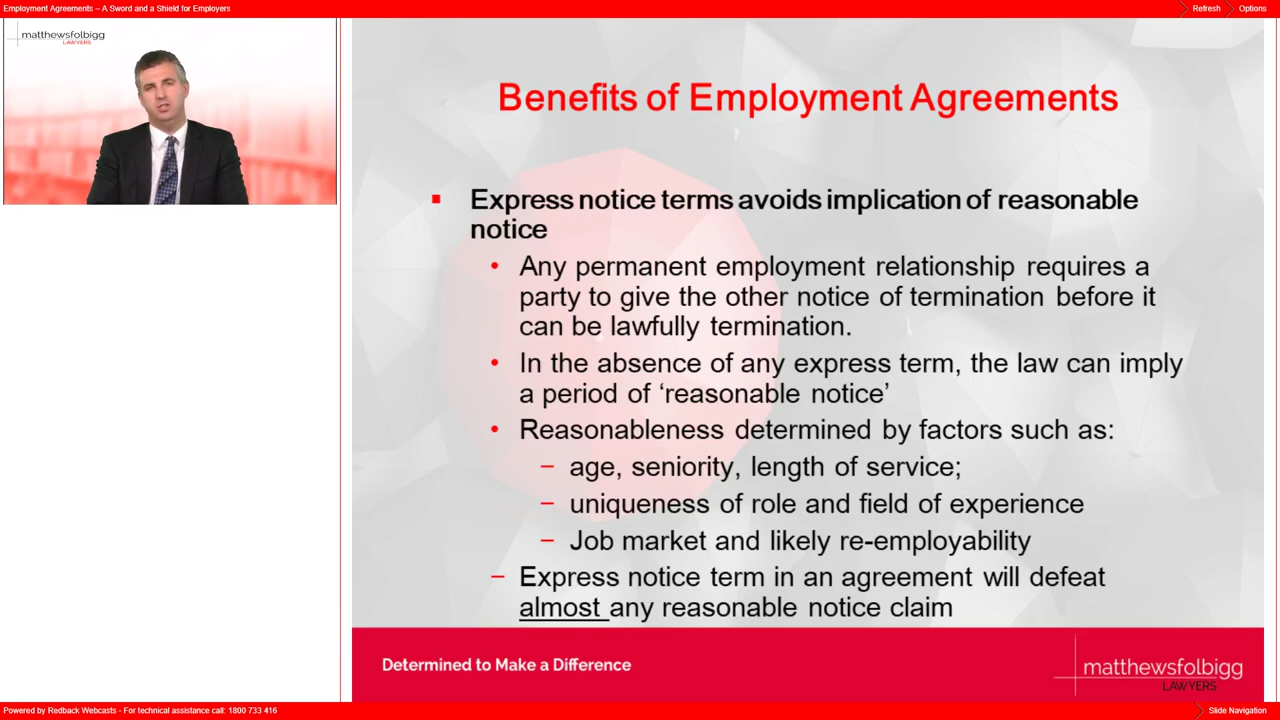 Employment Agreements – A Sword and a Shield for Employers
Refresh
Options
matthewsfolbigg
LAWYERS
Benefits of Employment Agreements
Express notice terms avoids implication of reasonable
notice
Any permanent employment relationship requires a
party to give the other notice of termination before it
can be lawfully termination.
In the absence of any express term, the law can imply
a period of ‘reasonable notice’
Reasonableness determined by factors such as:
– age, seniority, length of service;
– uniqueness of role and field of experience
– Job market and likely re-employability
– Express notice term in an agreement will defeat
almost any reasonable notice claim
Determined to Make a Difference
matthewsfolbigg
LAWYERS
Powered by Redback Webcasts - For technical assistance call: 1800 733 416
Slide Navigation